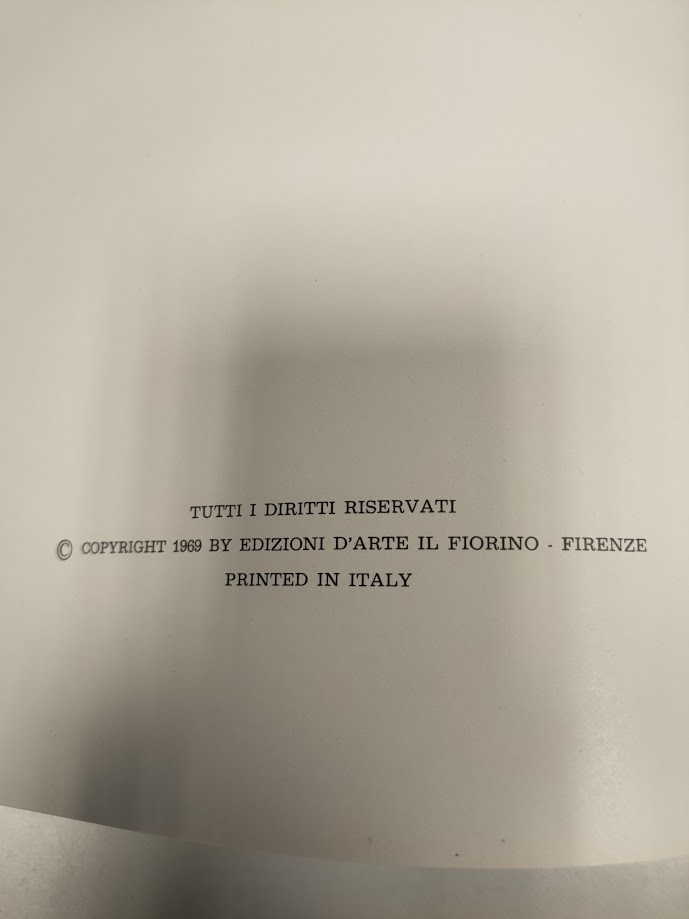 TUTTI I DIRITTI RISERVATI
© COPYRIGHT 1969 BY EDIZIONI D'ARTE IL FIORINO - FIRENZE
PRINTED IN ITALY